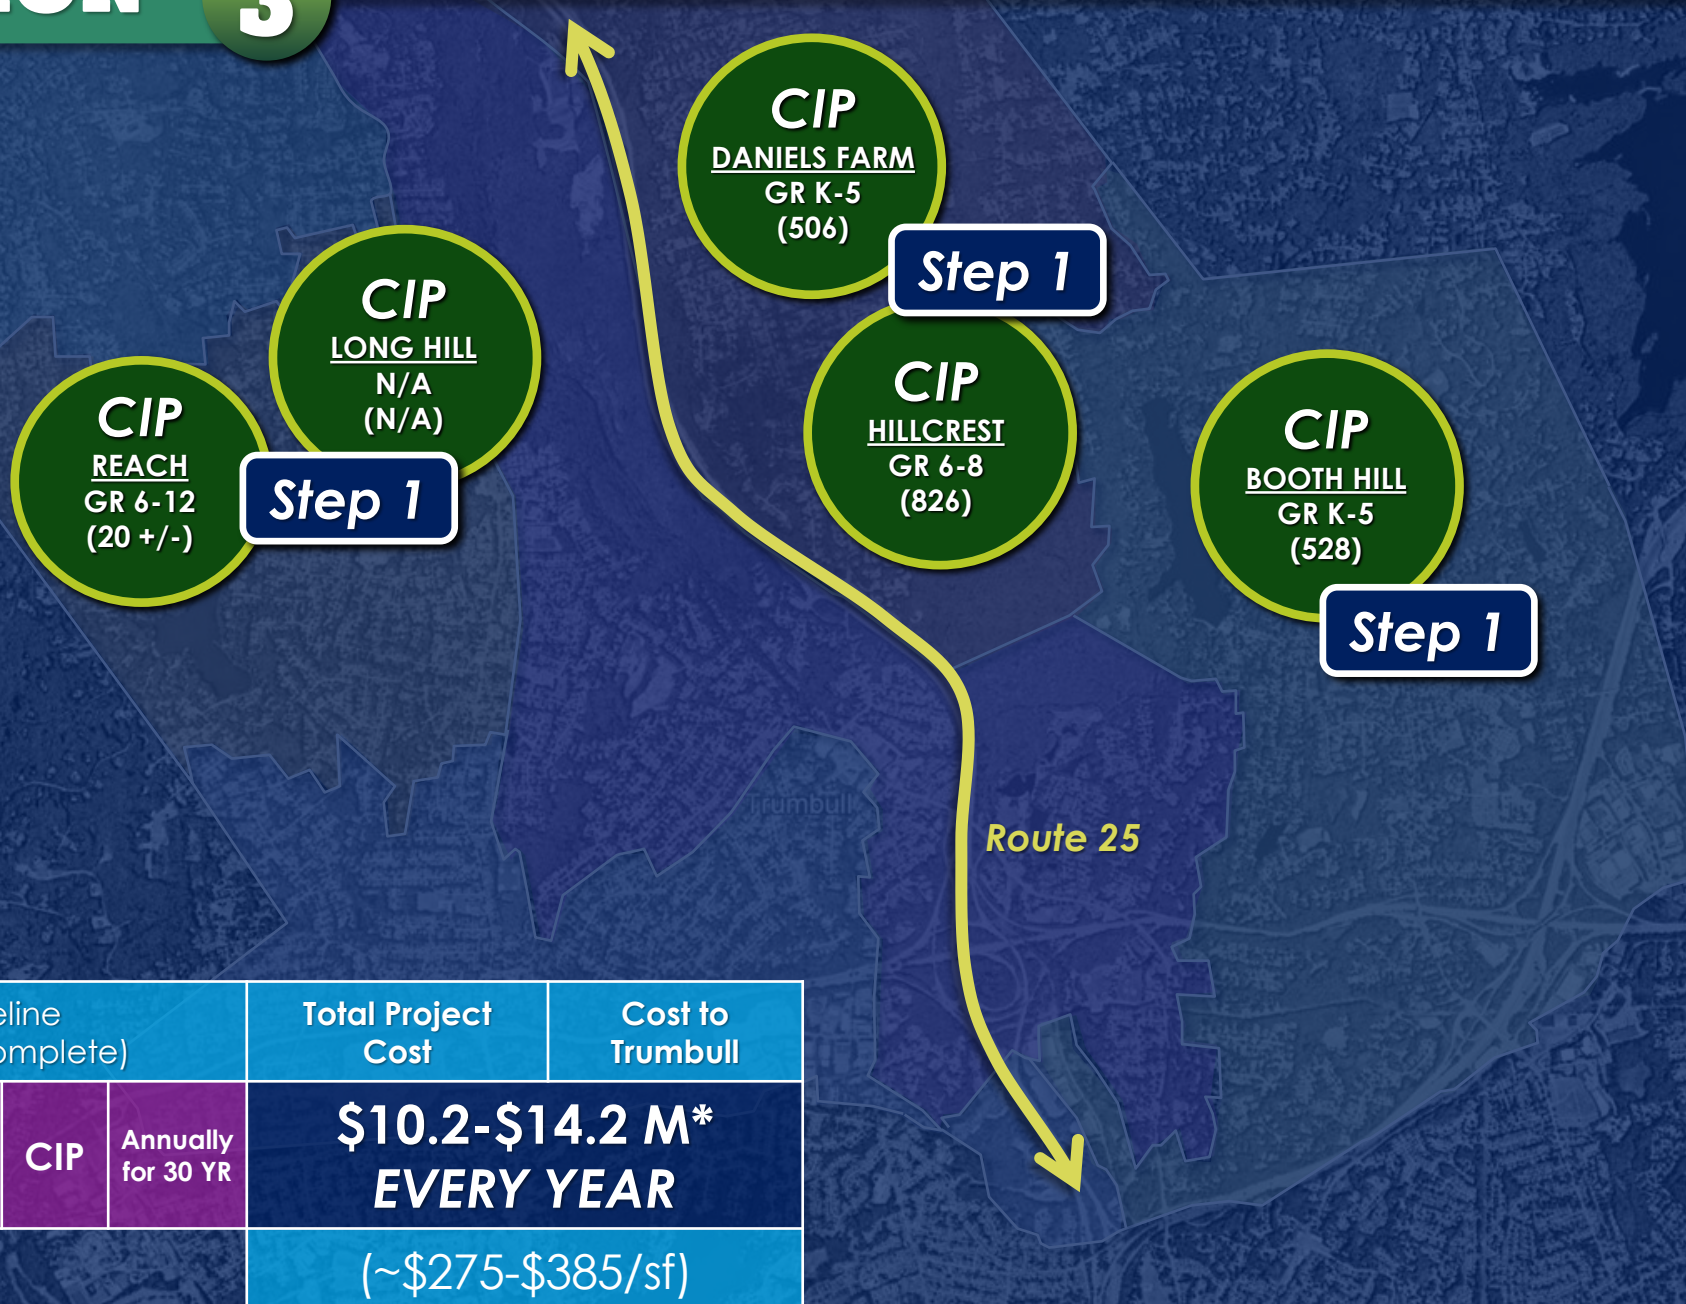 3
CIP
DANIELS FARM
GR K-5
(506)
Step 1
CIP
LONG HILL
N/A
(N/A)
CIP
REACH
GR 6-12
(20 +/-)
Step 1
CIP
HILLCREST
GR 6-8
(826)
CIP
BOOTH HILL
GR K-5
(528)
Step 1
Trumbull
Route 25
Total Project
Cost
Cost to
Trumbull
CIP
Annually
for 30 YR
$10.2-$14.2 M*
EVERY YEAR
(~$275-$385/sf)